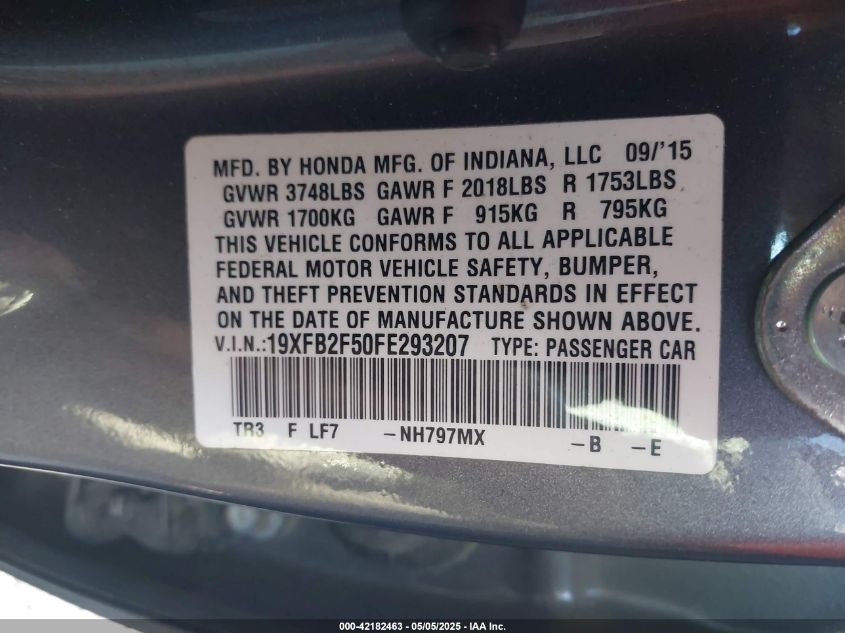 MFD. BY HONDA MFG. OF INDIANA, LLC 09/'15
GVWR 3748LBS GAWR F 2018LBS R 1753LBS
GVWR 1700KG GAWR F 915KG R 795KG
THIS VEHICLE CONFORMS TO ALL APPLICABLE
FEDERAL MOTOR VEHICLE SAFETY, BUMPER,
AND THEFT PREVENTION STANDARDS IN EFFECT
ON THE DATE OF MANUFACTURE SHOWN ABOVE.
V.I.N.:19XFB2F50FE293207 TYPE: PASSENGER CAR
TR3 F LF7 -NH797MX -B -E
000-42182463 - 05/05/2025 - IAA Inc.